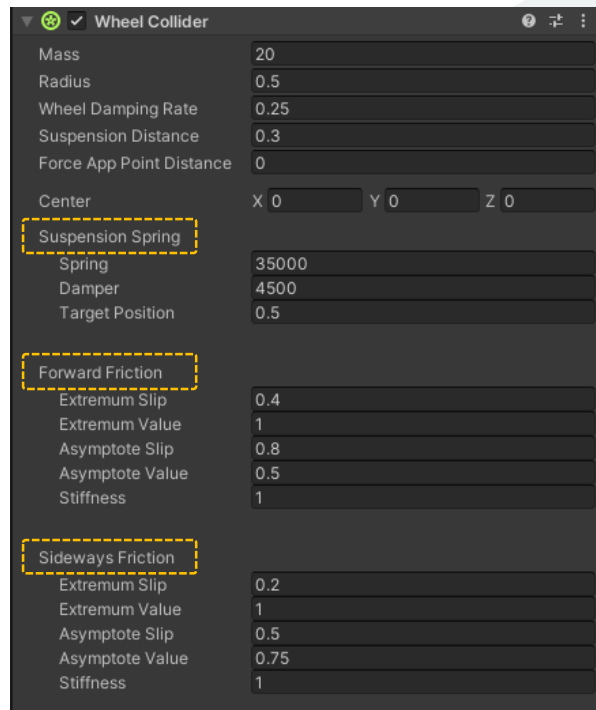 Wheel Collider
Mass 20
Radius 0.5
Wheel Damping Rate 0.25
Suspension Distance 0.3
Force App Point Distance 0
Center X 0 Y 0 Z 0
Suspension Spring
Spring 35000
Damper 4500
Target Position 0.5
Forward Friction
Extremum Slip 0.4
Extremum Value 1
Asymptote Slip 0.8
Asymptote Value 0.5
Stiffness 1
Sideways Friction
Extremum Slip 0.2
Extremum Value 1
Asymptote Slip 0.5
Asymptote Value 0.75
Stiffness 1